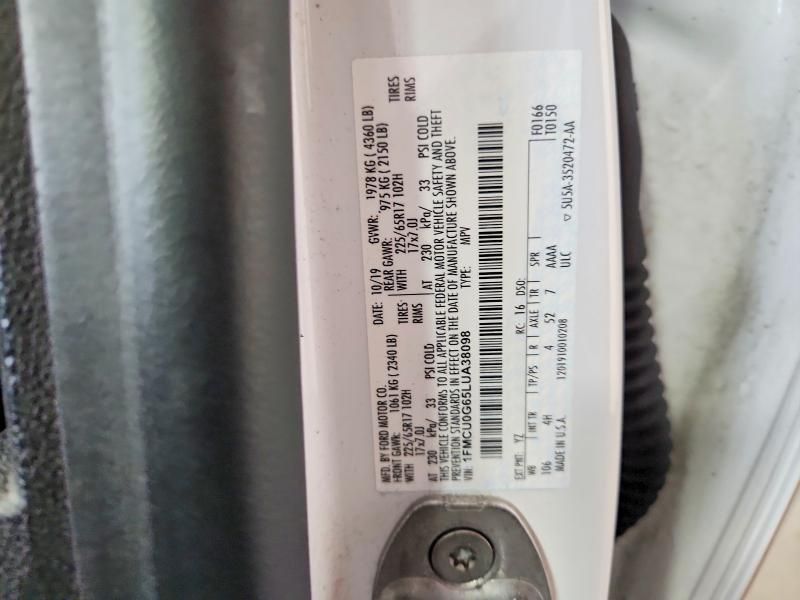 MFD. BY FORD MOTOR CO. DATE: 10/19 GVWR: 1978 KG ( 4360 LB)
FRONT GAWR: 1061 KG ( 2340 LB) REAR GAWR: 975 KG ( 2150 LB)
WITH 225/65R17 102H TIRES WITH 225/65R17 102H TIRES
17x7.0J RIMS 17x7.0J RIMS
AT 230 kPa/ 33 PSI COLD AT 230 kPa/ 33 PSI COLD
THIS VEHICLE CONFORMS TO ALL APPLICABLE FEDERAL MOTOR VEHICLE SAFETY AND THEFT
PREVENTION STANDARDS IN EFFECT ON THE DATE OF MANUFACTURE SHOWN ABOVE.
VIN: 1FMCU0G65LUA38098 TYPE: MPV
EXT PNT: YZ RC: 16 DSO: F0166
WB INT TR TP/PS R AXLE TR SPR T0150
106 4H 4 52 7 AAAA
MADE IN U.S.A. 1201910010208 ULC ▽ SU5A-3520472-AA